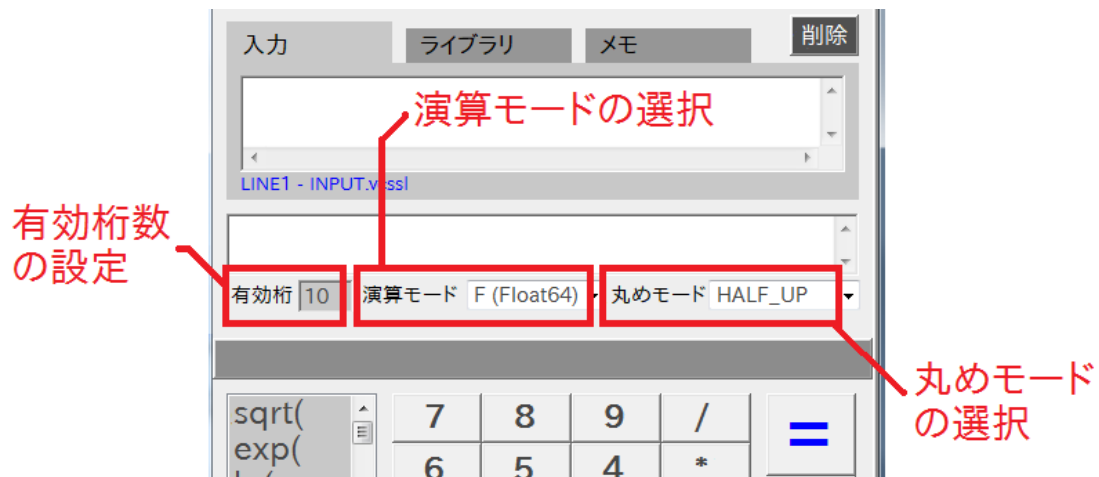 入力 ライブラリ メモ 削除
演算モードの選択
LINE1 - INPUT.vcssl
有効桁数
の設定
有効桁 10 演算モード F (Float64) 丸めモード HALF_UP
丸めモード
の選択
sqrt( 7 8 9 / =
exp( 6 5 4 *